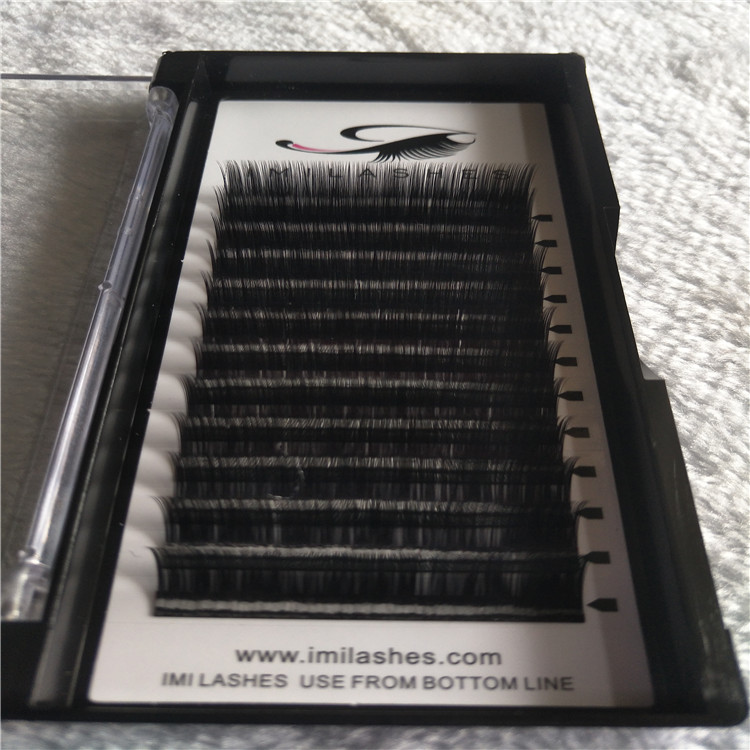 IMI LASHES
www.imilashes.com
IMI LASHES USE FROM BOTTOM LINE